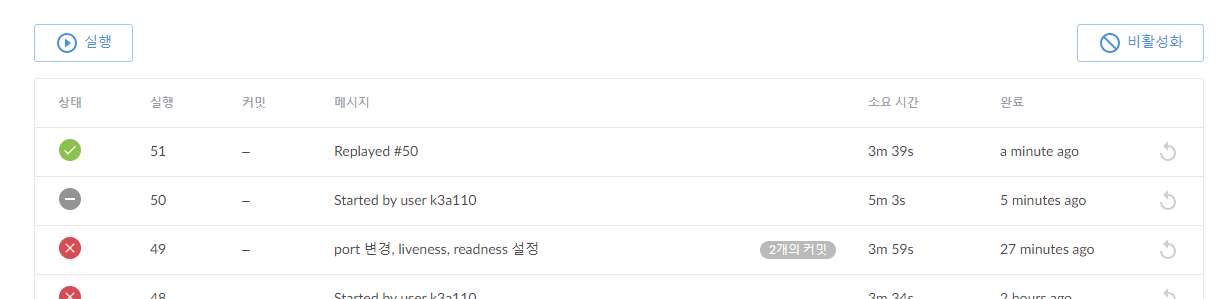 실행 비활성화
상태 실행 커밋 메시지 소요 시간 완료
51 – Replayed #50 3m 39s a minute ago
50 – Started by user k3a110 5m 3s 5 minutes ago
49 – port 변경, liveness, readness 설정 2개의 커밋 3m 59s 27 minutes ago
48 – Started by user k3a110 3m 34s 2 hours ago